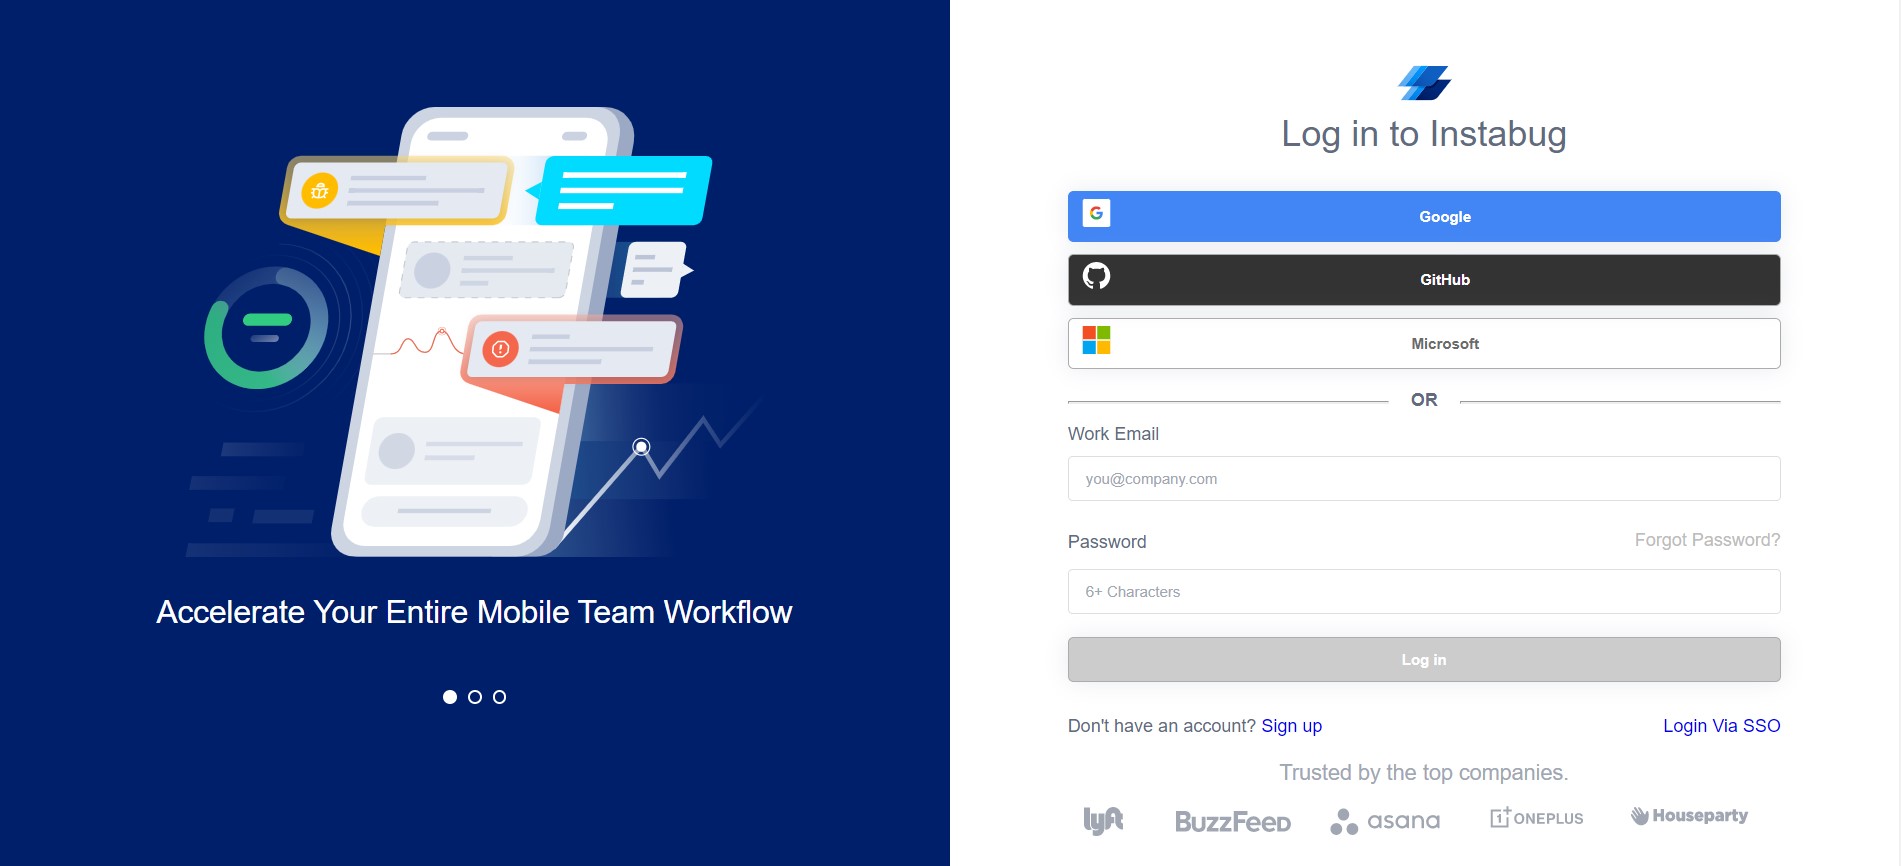 Accelerate Your Entire Mobile Team Workflow
Log in to Instabug
Google
GitHub
Microsoft
OR
Work Email
you@company.com
Password
Forgot Password?
6+ Characters
Log in
Don't have an account? Sign up
Login Via SSO
Trusted by the top companies.
lyft
BuzzFeed
asana
1+ ONEPLUS
Houseparty